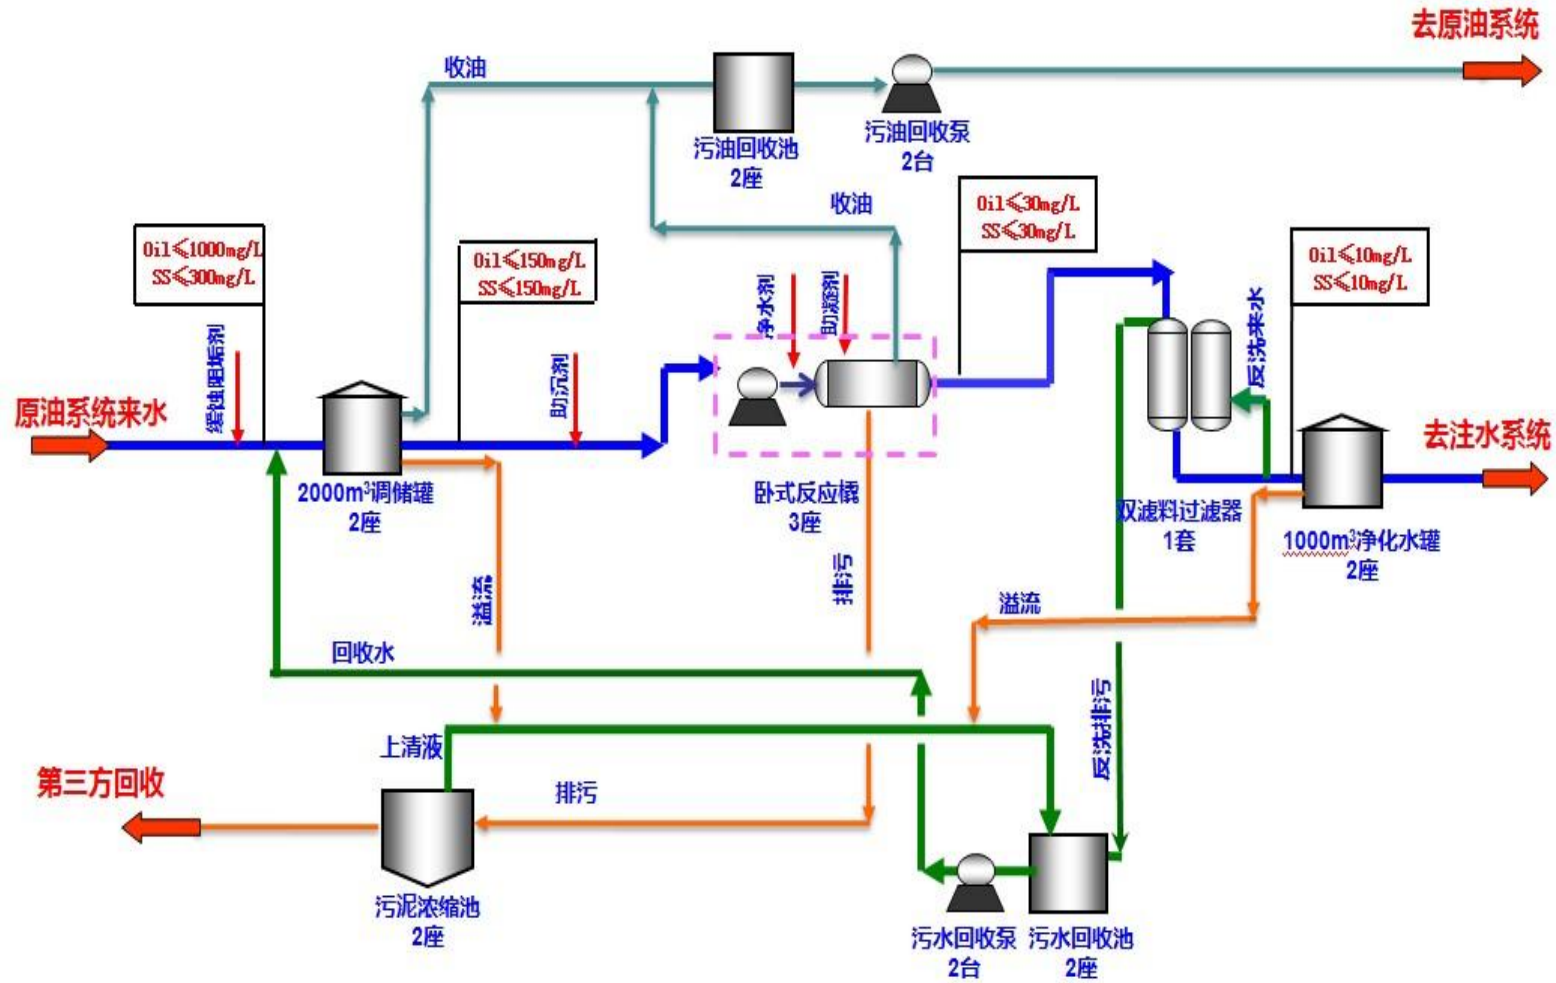 去原油系统
收油
污油回收池
2座
污油回收泵
2台
收油
Oil≤30mg/L
SS≤30mg/L
Oil≤1000mg/L
SS≤300mg/L
Oil≤150mg/L
SS≤150mg/L
Oil≤10mg/L
SS≤10mg/L
缓蚀阻垢剂
助沉剂
净水剂
助凝剂
反洗来水
原油系统来水
去注水系统
2000m³调储罐
2座
卧式反应橇
3座
双滤料过滤器
1套
1000m³净化水罐
2座
溢流
排污
溢流
回收水
反洗排污
上清液
第三方回收
排污
污泥浓缩池
2座
污水回收泵
2台
污水回收池
2座